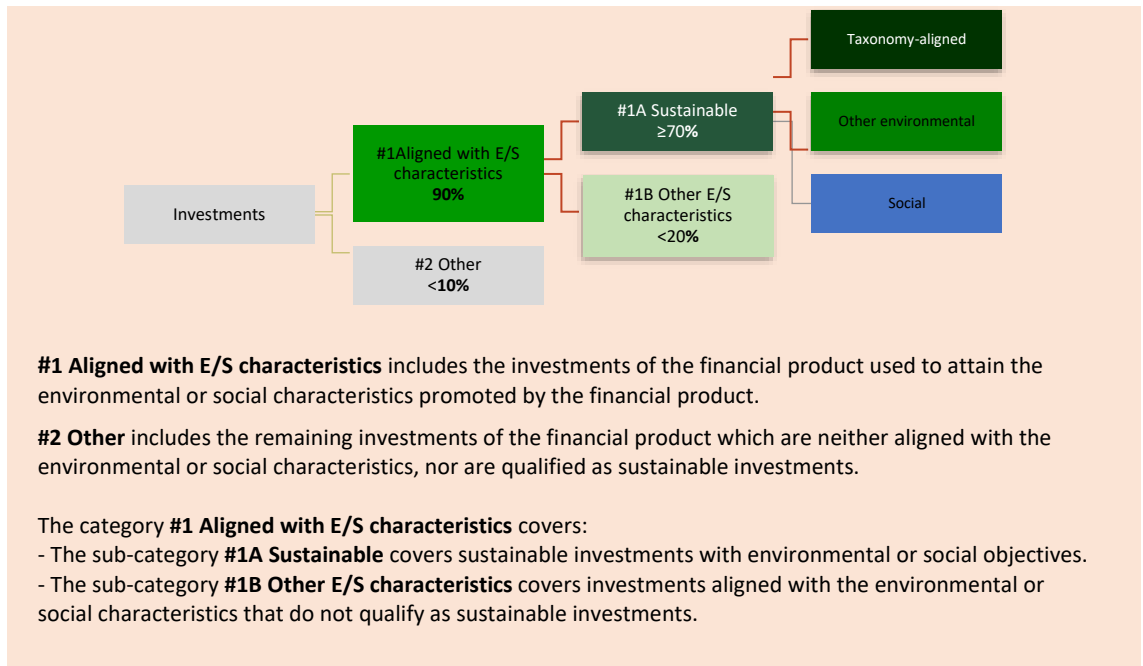 Taxonomy-aligned
#1A Sustainable
≥70%
Other environmental
#1Aligned with E/S
characteristics
90%
#1B Other E/S
characteristics
<20%
Social
Investments
#2 Other
<10%
#1 Aligned with E/S characteristics includes the investments of the financial product used to attain the
environmental or social characteristics promoted by the financial product.
#2 Other includes the remaining investments of the financial product which are neither aligned with the
environmental or social characteristics, nor are qualified as sustainable investments.
The category #1 Aligned with E/S characteristics covers:
- The sub-category #1A Sustainable covers sustainable investments with environmental or social objectives.
- The sub-category #1B Other E/S characteristics covers investments aligned with the environmental or
social characteristics that do not qualify as sustainable investments.